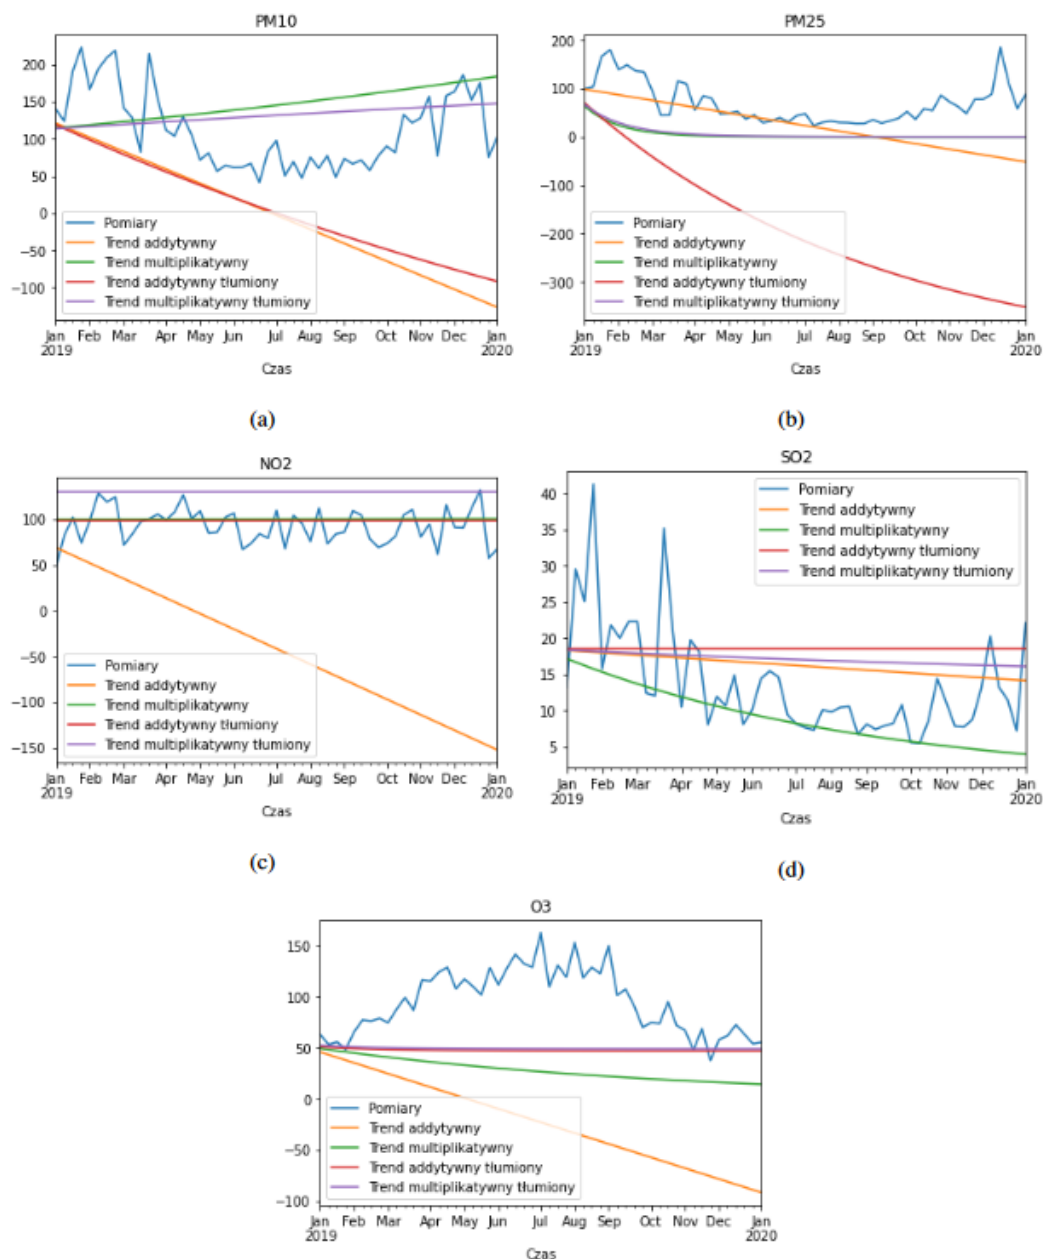 PM10
200
150
100
50
0
−50
−100
Pomiary
Trend addytywny
Trend multiplikatywny
Trend addytywny tłumiony
Trend multiplikatywny tłumiony
Jan Feb Mar Apr May Jun Jul Aug Sep Oct Nov Dec Jan
2019 2020
Czas
(a)
PM25
200
100
0
−100
−200
−300
Pomiary
Trend addytywny
Trend multiplikatywny
Trend addytywny tłumiony
Trend multiplikatywny tłumiony
Jan Feb Mar Apr May Jun Jul Aug Sep Oct Nov Dec Jan
2019 2020
Czas
(b)
NO2
100
50
0
−50
−100
−150
Pomiary
Trend addytywny
Trend multiplikatywny
Trend addytywny tłumiony
Trend multiplikatywny tłumiony
Jan Feb Mar Apr May Jun Jul Aug Sep Oct Nov Dec Jan
2019 2020
Czas
(c)
SO2
40
35
30
25
20
15
10
5
Pomiary
Trend addytywny
Trend multiplikatywny
Trend addytywny tłumiony
Trend multiplikatywny tłumiony
Jan Feb Mar Apr May Jun Jul Aug Sep Oct Nov Dec Jan
2019 2020
Czas
(d)
O3
150
100
50
0
−50
−100
Pomiary
Trend addytywny
Trend multiplikatywny
Trend addytywny tłumiony
Trend multiplikatywny tłumiony
Jan Feb Mar Apr May Jun Jul Aug Sep Oct Nov Dec Jan
2019 2020
Czas